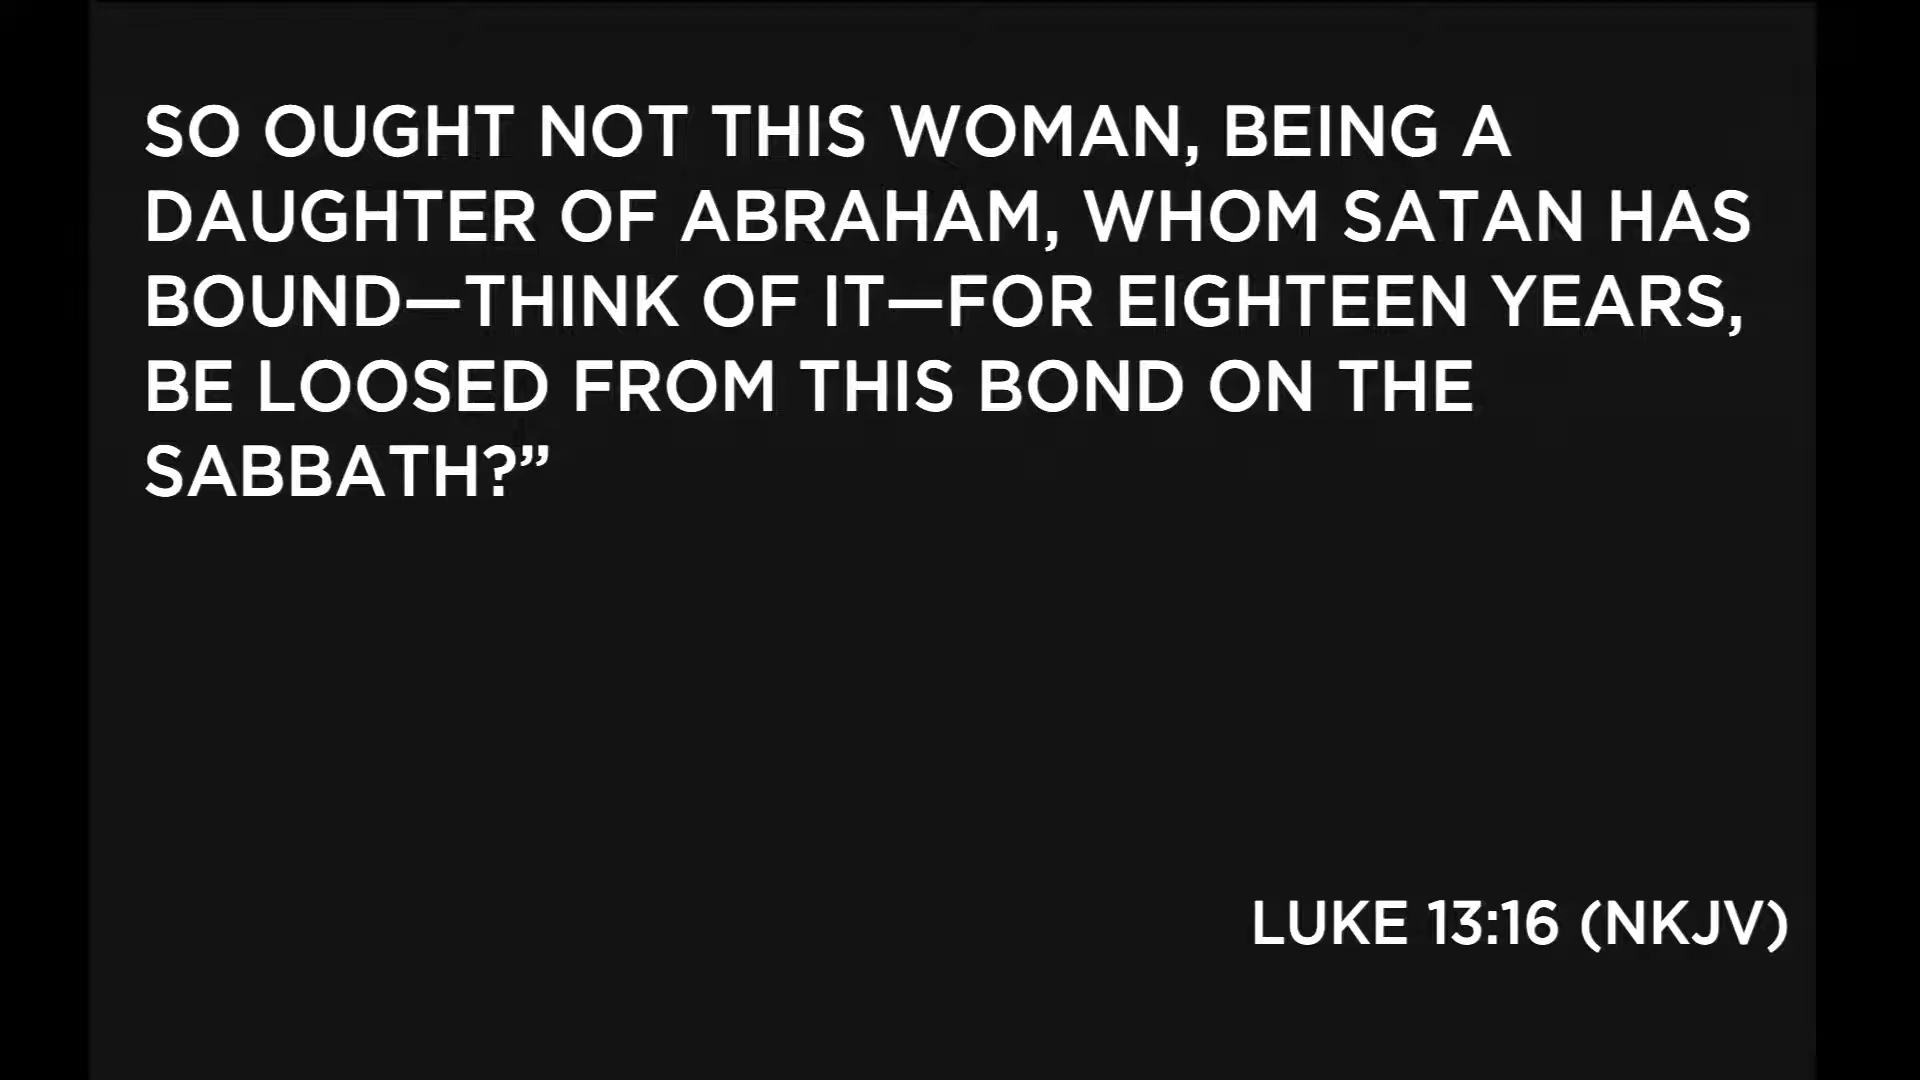 SO OUGHT NOT THIS WOMAN, BEING A
DAUGHTER OF ABRAHAM, WHOM SATAN HAS
BOUND—THINK OF IT—FOR EIGHTEEN YEARS,
BE LOOSED FROM THIS BOND ON THE
SABBATH?”
LUKE 13:16 (NKJV)